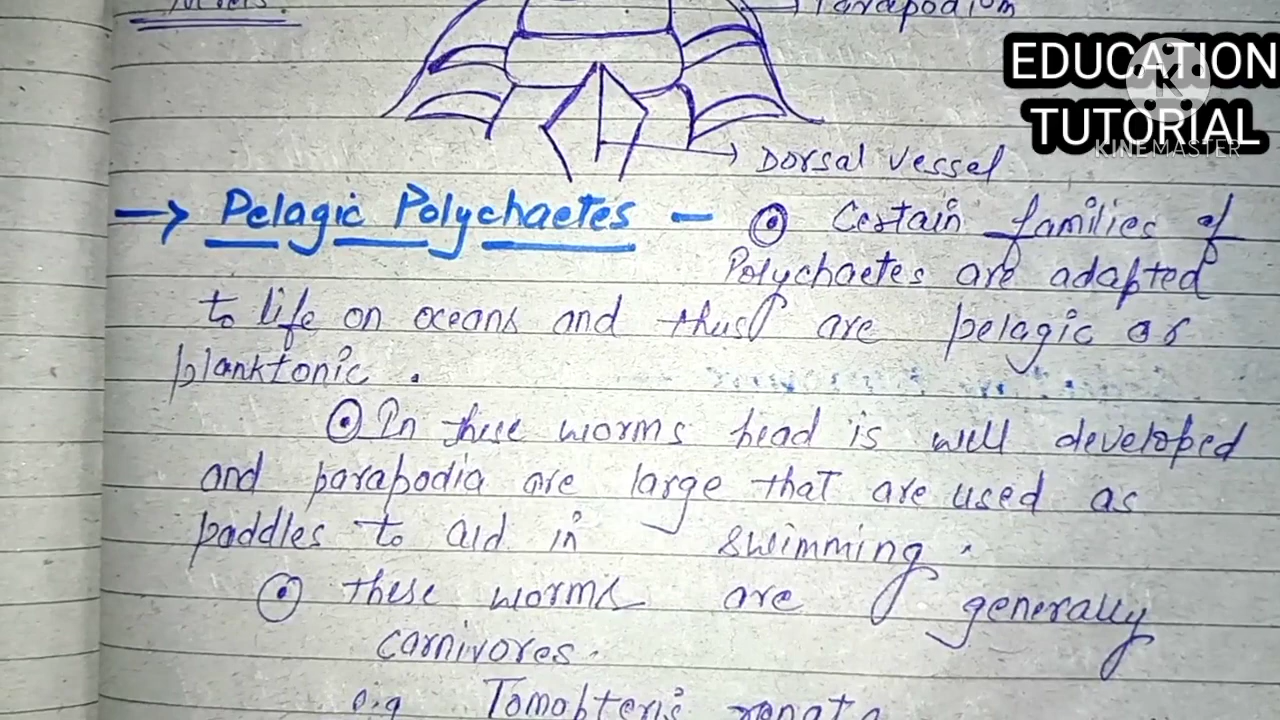 Parapodium
EDUCATION
TUTORIAL
KINEMASTER
Dorsal vessel
→ Pelagic Polychaetes - ⊙ Certain families of
Polychaetes are adapted
to life on oceans and thus are pelagic or
planktonic.
⊙ In these worms head is well developed
and parapodia are large that are used as
paddles to aid in swimming.
⊙ these worms are generally
carnivores.
e.g Tomopteris